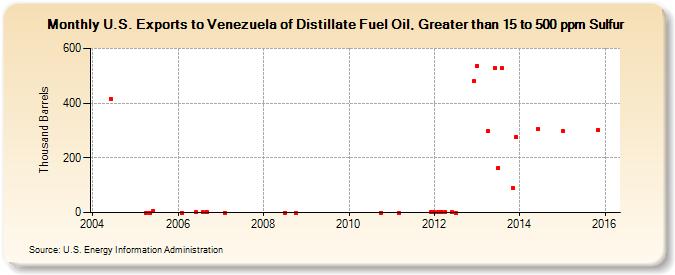 Monthly U.S. Exports to Venezuela of Distillate Fuel Oil, Greater than 15 to 500 ppm Sulfur
Thousand Barrels
600
400
200
0
2004 2006 2008 2010 2012 2014 2016
Source: U.S. Energy Information Administration